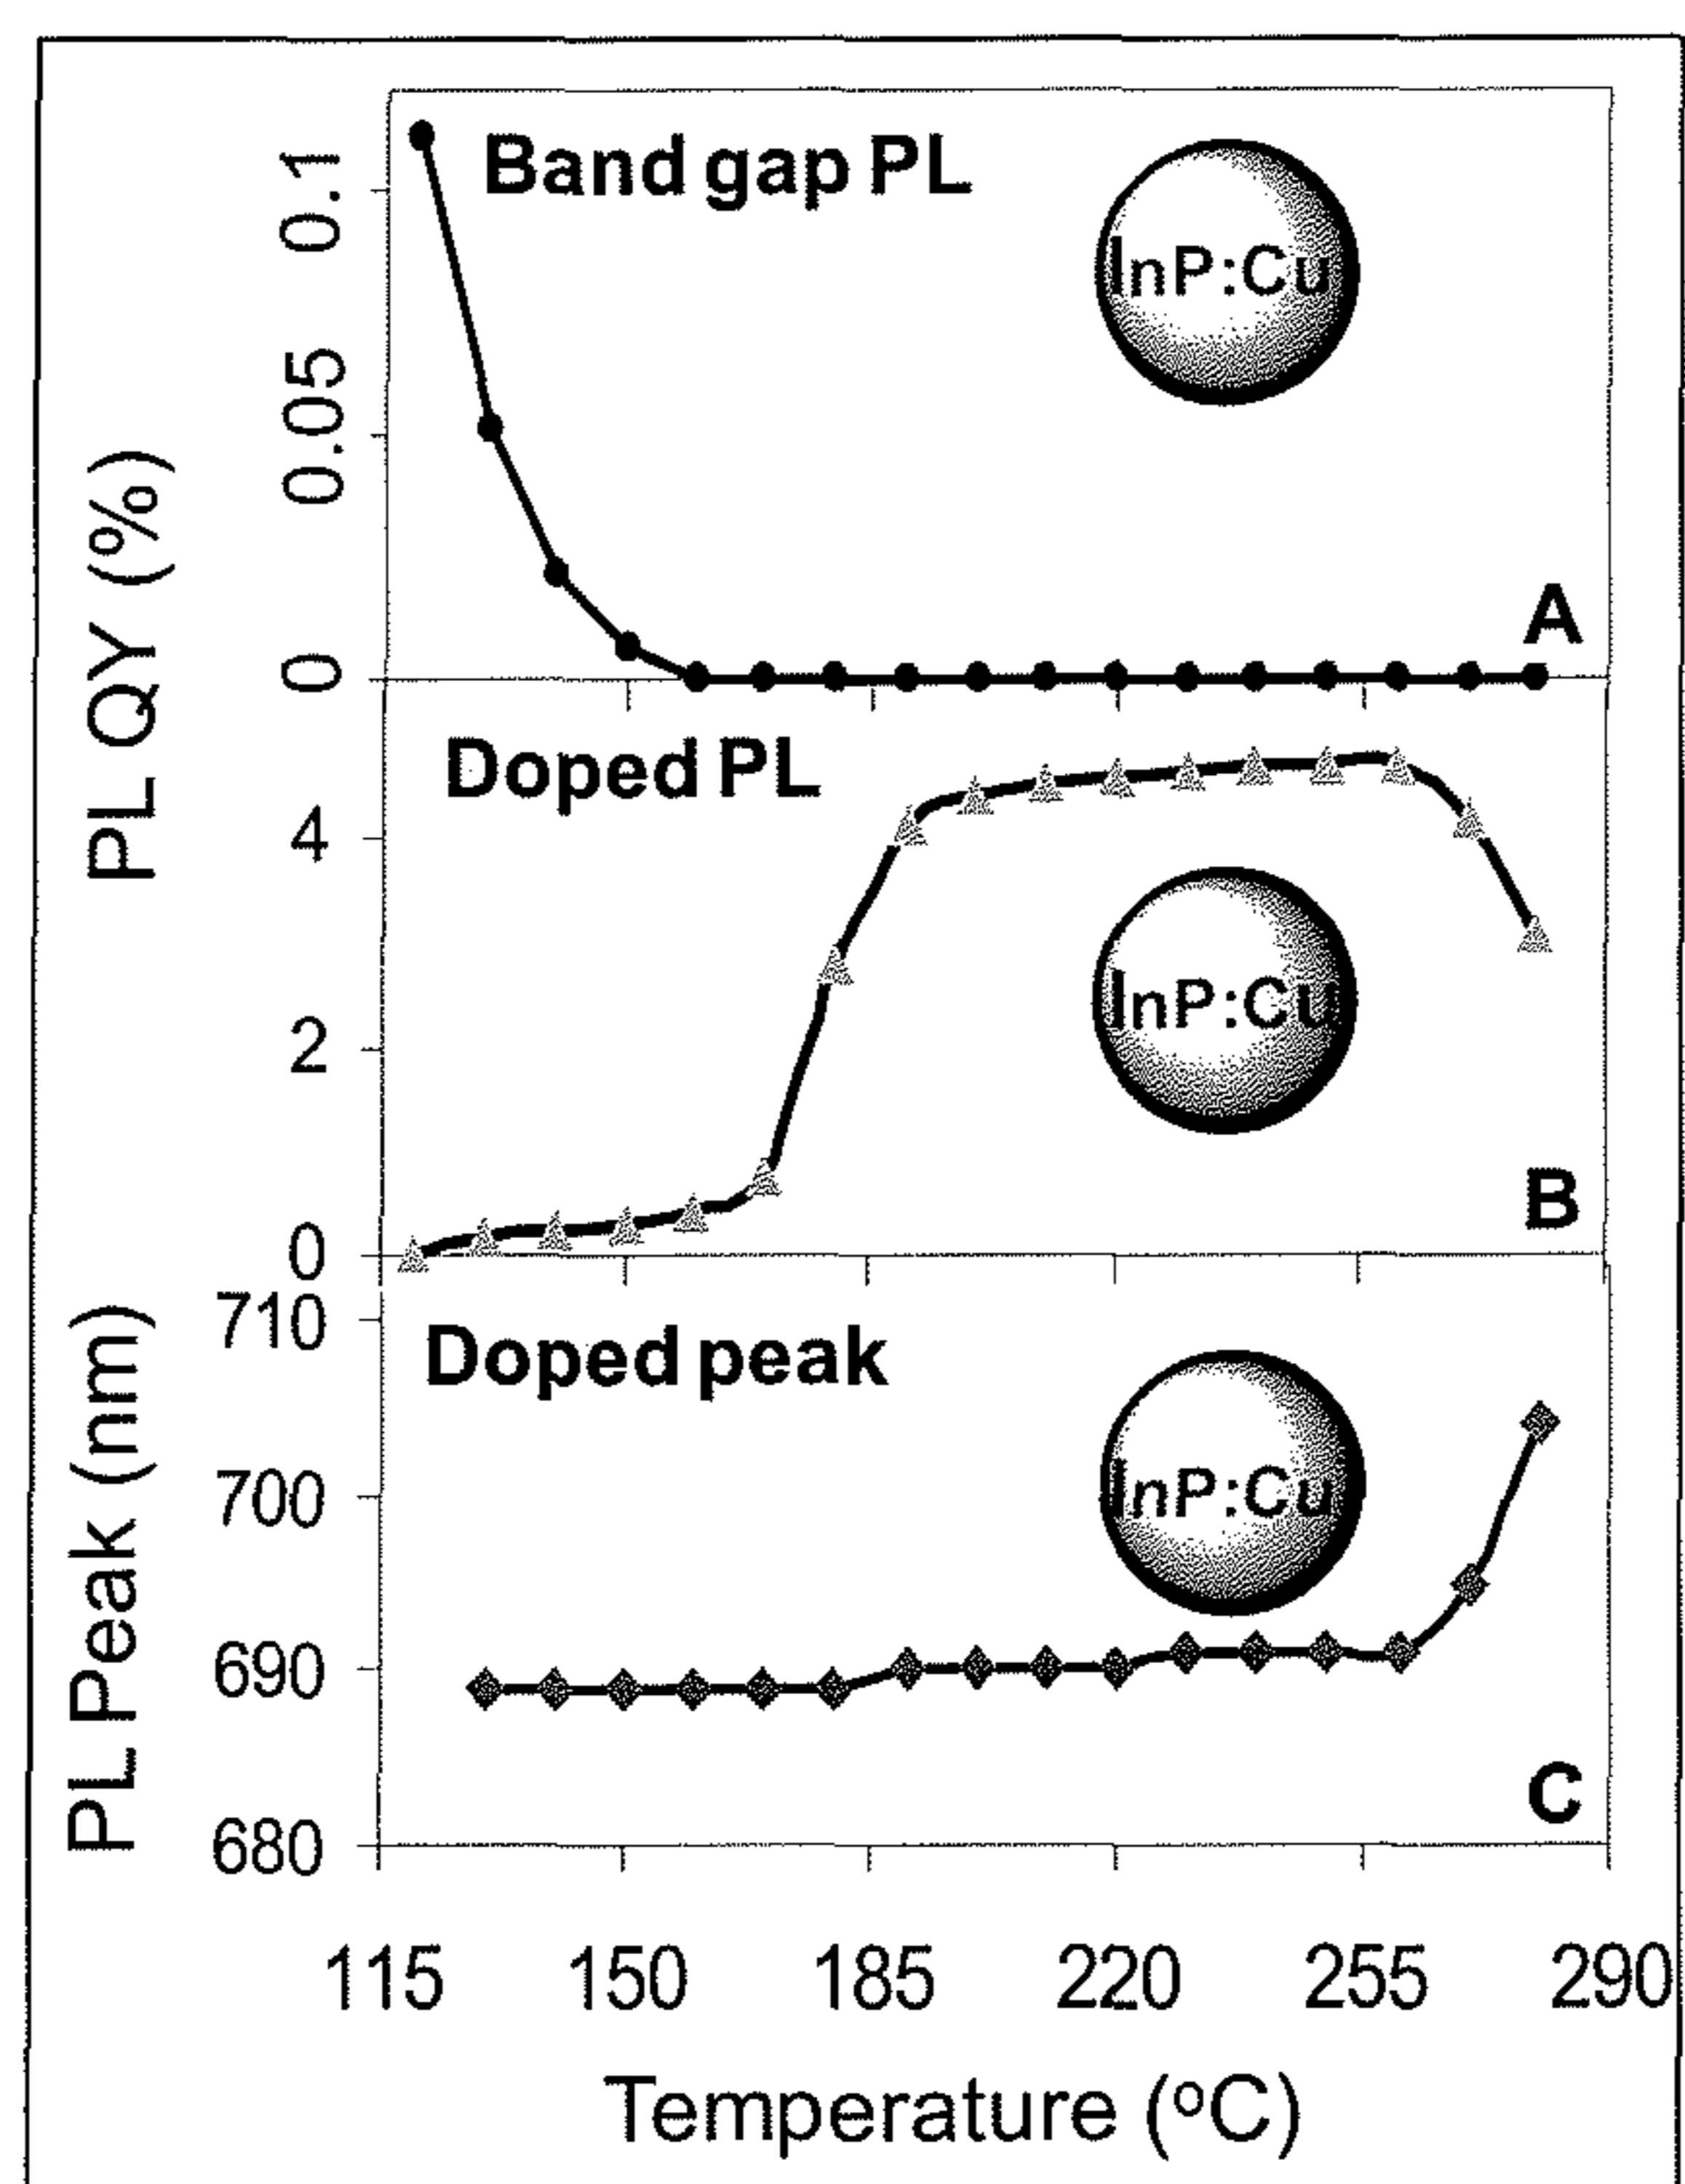 Band gap PL
InP:Cu
0.1
0.05
0
A
PL QY (%)
Doped PL
InP:Cu
4
2
0
B
Doped peak
InP:Cu
710
700
690
680
C
PL Peak (nm)
115 150 185 220 255 290
Temperature (°C)